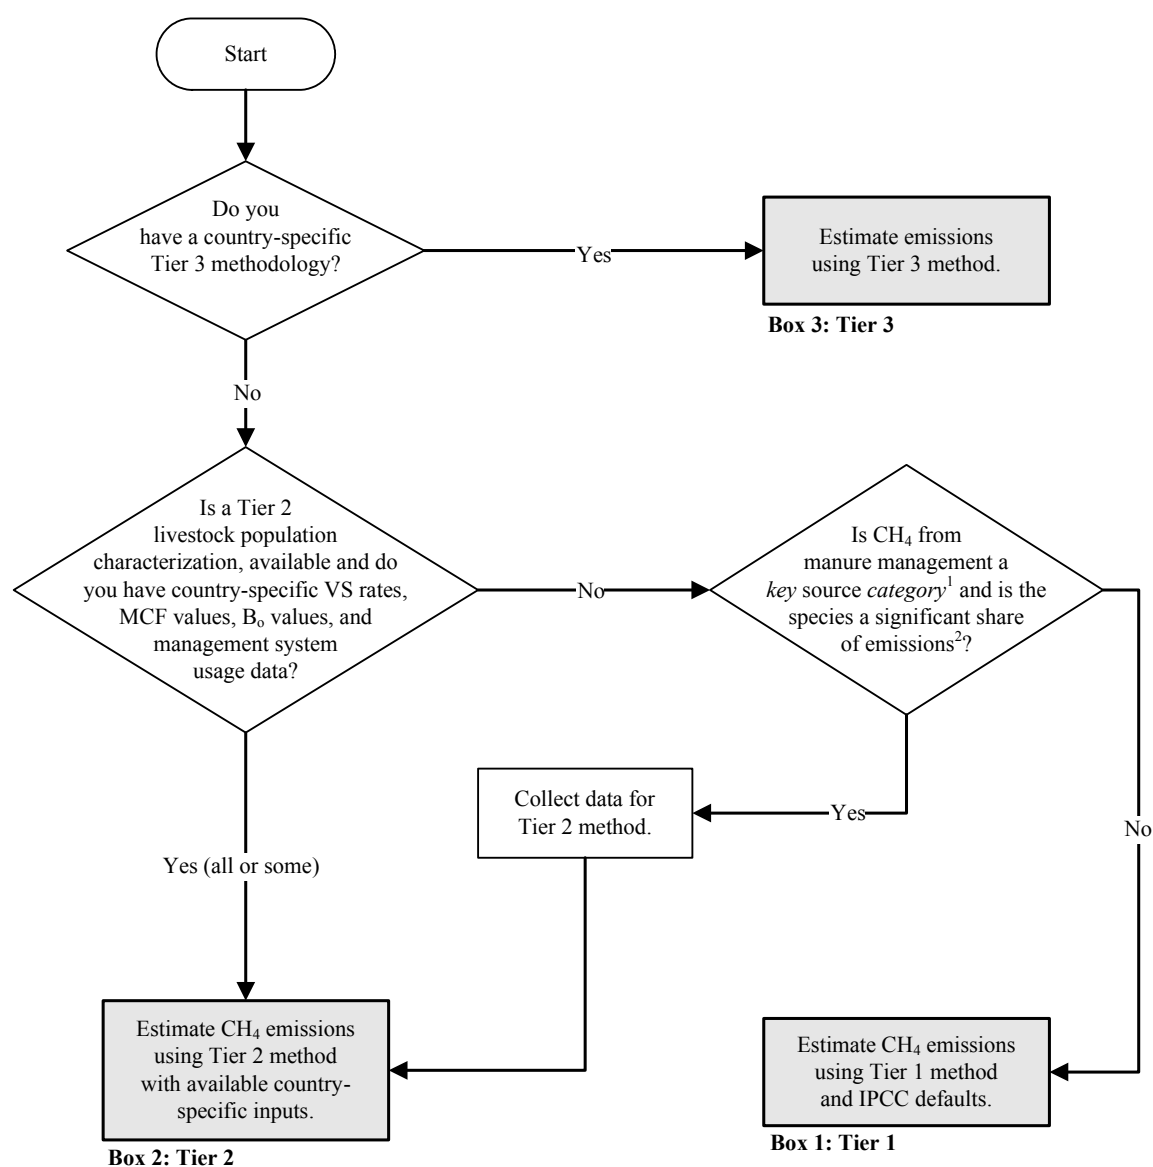 Start
Do you
have a country-specific
Tier 3 methodology?
Yes
Estimate emissions
using Tier 3 method.
Box 3: Tier 3
No
Is a Tier 2
livestock population
characterization, available and do
you have country-specific VS rates,
MCF values, Bₒ values, and
management system
usage data?
No
Is CH₄ from
manure management a
key source category¹ and is the
species a significant share
of emissions²?
Yes
Collect data for
Tier 2 method.
No
Yes (all or some)
Estimate CH₄ emissions
using Tier 2 method
with available country-
specific inputs.
Box 2: Tier 2
Estimate CH₄ emissions
using Tier 1 method
and IPCC defaults.
Box 1: Tier 1